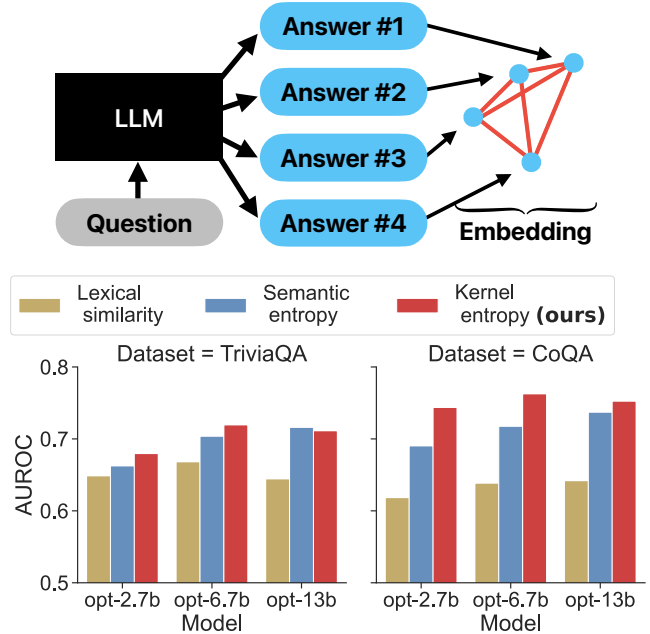 Answer #1
Answer #2
LLM
Answer #3
Question
Answer #4
Embedding
Lexical similarity
Semantic entropy
Kernel entropy (ours)
Dataset = TriviaQA
Dataset = CoQA
0.8
0.7
0.6
0.5
AUROC
opt-2.7b opt-6.7b opt-13b
opt-2.7b opt-6.7b opt-13b
Model
Model